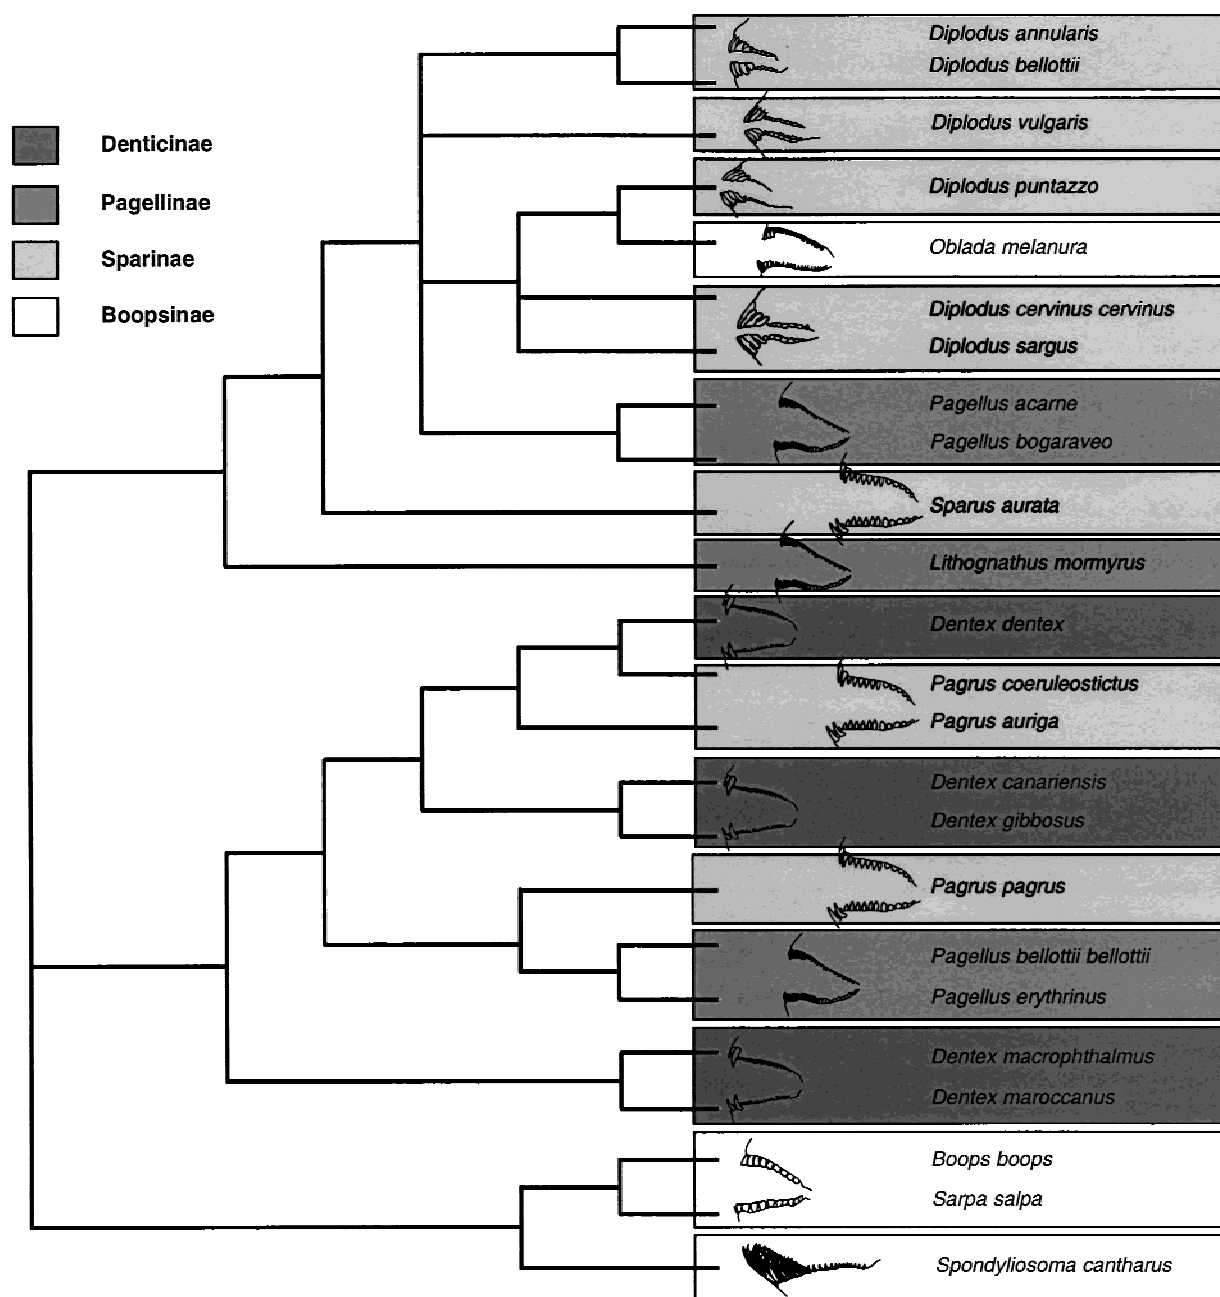 Denticinae
Pagellinae
Sparinae
Boopsinae
Diplodus annularis
Diplodus bellottii
Diplodus vulgaris
Diplodus puntazzo
Oblada melanura
Diplodus cervinus cervinus
Diplodus sargus
Pagellus acarne
Pagellus bogaraveo
Sparus aurata
Lithognathus mormyrus
Dentex dentex
Pagrus coeruleostictus
Pagrus auriga
Dentex canariensis
Dentex gibbosus
Pagrus pagrus
Pagellus bellottii bellottii
Pagellus erythrinus
Dentex macrophthalmus
Dentex maroccanus
Boops boops
Sarpa salpa
Spondyliosoma cantharus